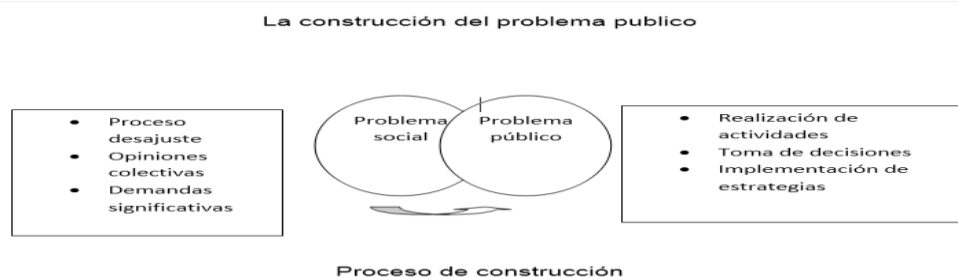 La construcción del problema publico
• Proceso
desajuste
• Opiniones
colectivas
• Demandas
significativas
Problema
social
Problema
público
• Realización de
actividades
• Toma de decisiones
• Implementación de
estrategias
Proceso de construcción